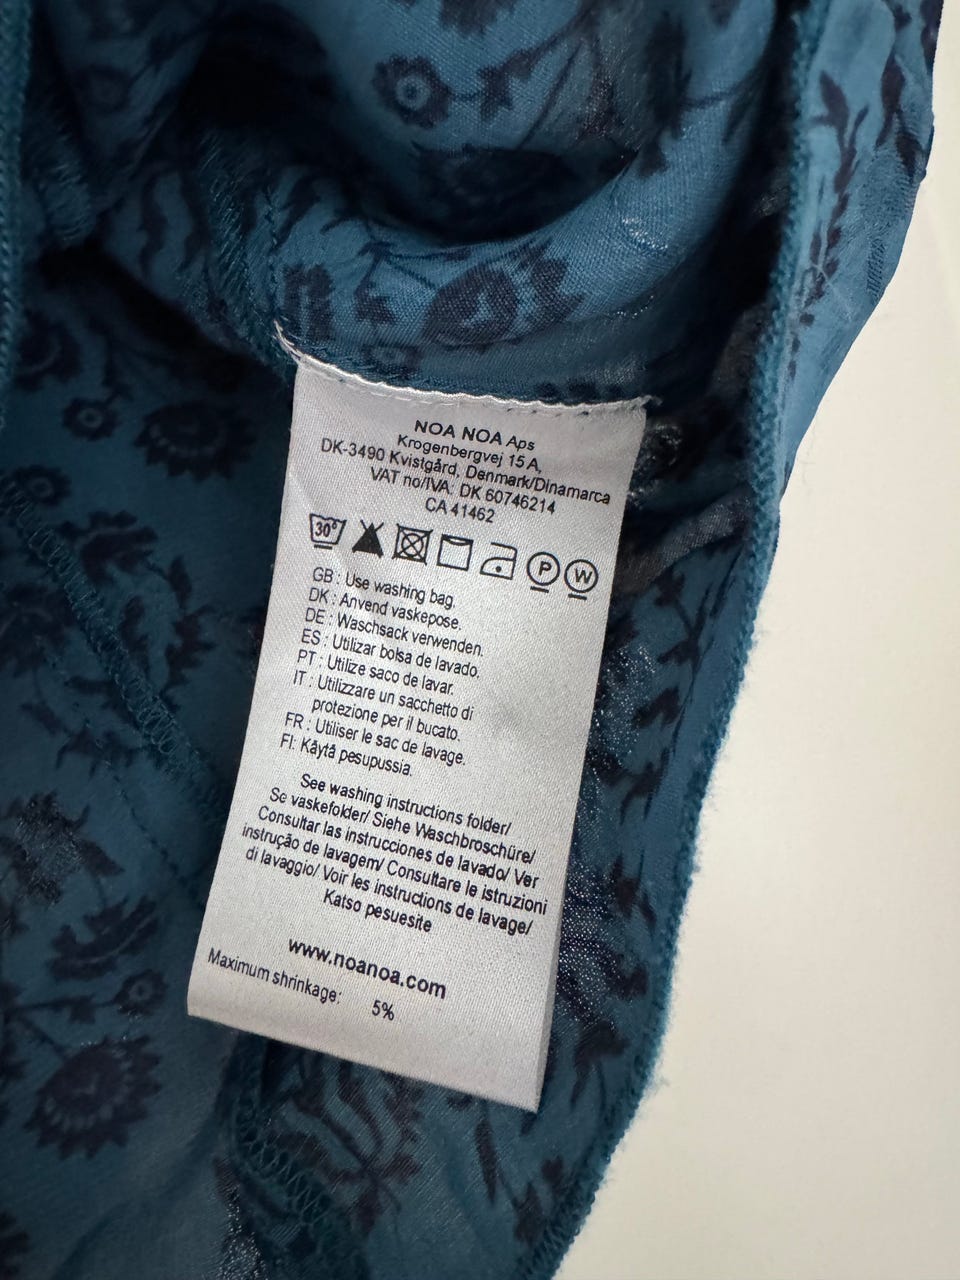 NOA NOA Aps
Krogenbergvej 15 A,
DK-3490 Kvistgård, Denmark/Dinamarca
VAT no/IVA: DK 60746214
CA 41462
30° P W
GB : Use washing bag.
DK : Anvend vaskepose.
DE : Waschsack verwenden.
ES : Utilizar bolsa de lavado.
PT : Utilize saco de lavar.
IT : Utilizzare un sacchetto di
protezione per il bucato.
FR : Utiliser le sac de lavage.
FI: Käytä pesupussia.
See washing instructions folder/
Se vaskefolder/ Siehe Waschbroschüre/
Consultar las instrucciones de lavado/ Ver
instrução de lavagem/ Consultare le istruzioni
di lavaggio/ Voir les instructions de lavage/
Katso pesuesite
www.noanoa.com
Maximum shrinkage: 5%